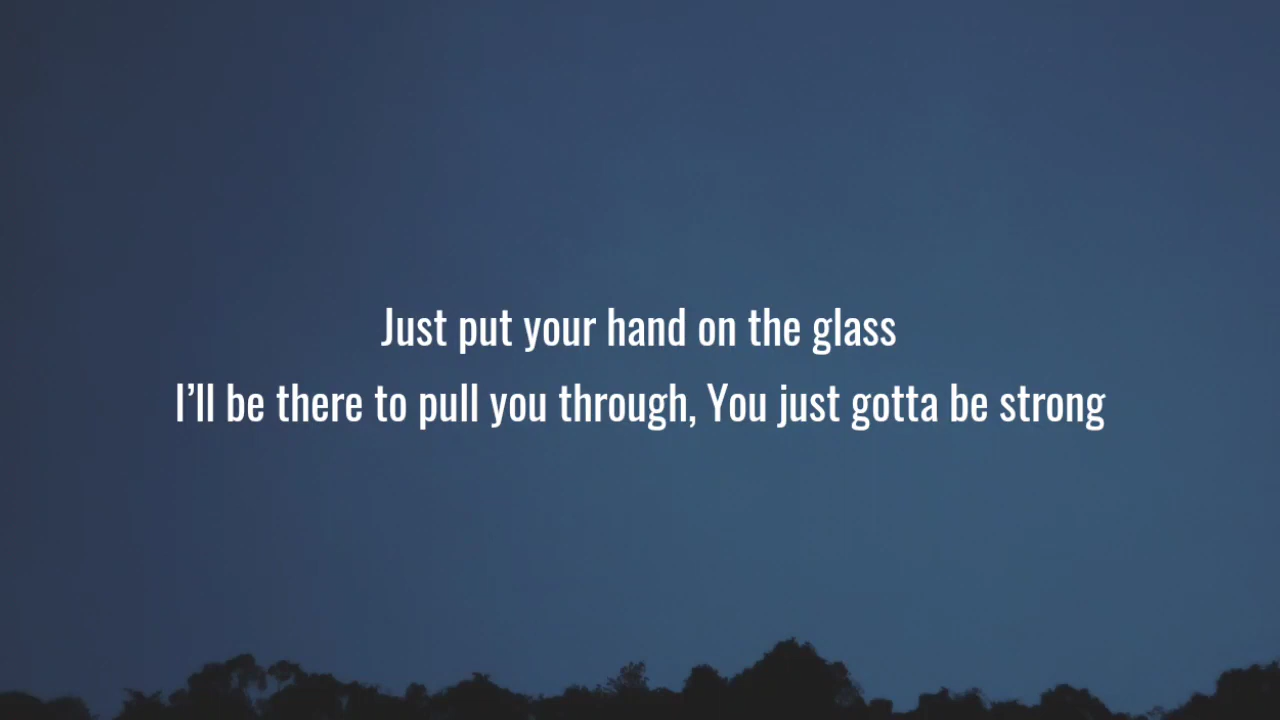 Just put your hand on the glass
I’ll be there to pull you through, You just gotta be strong